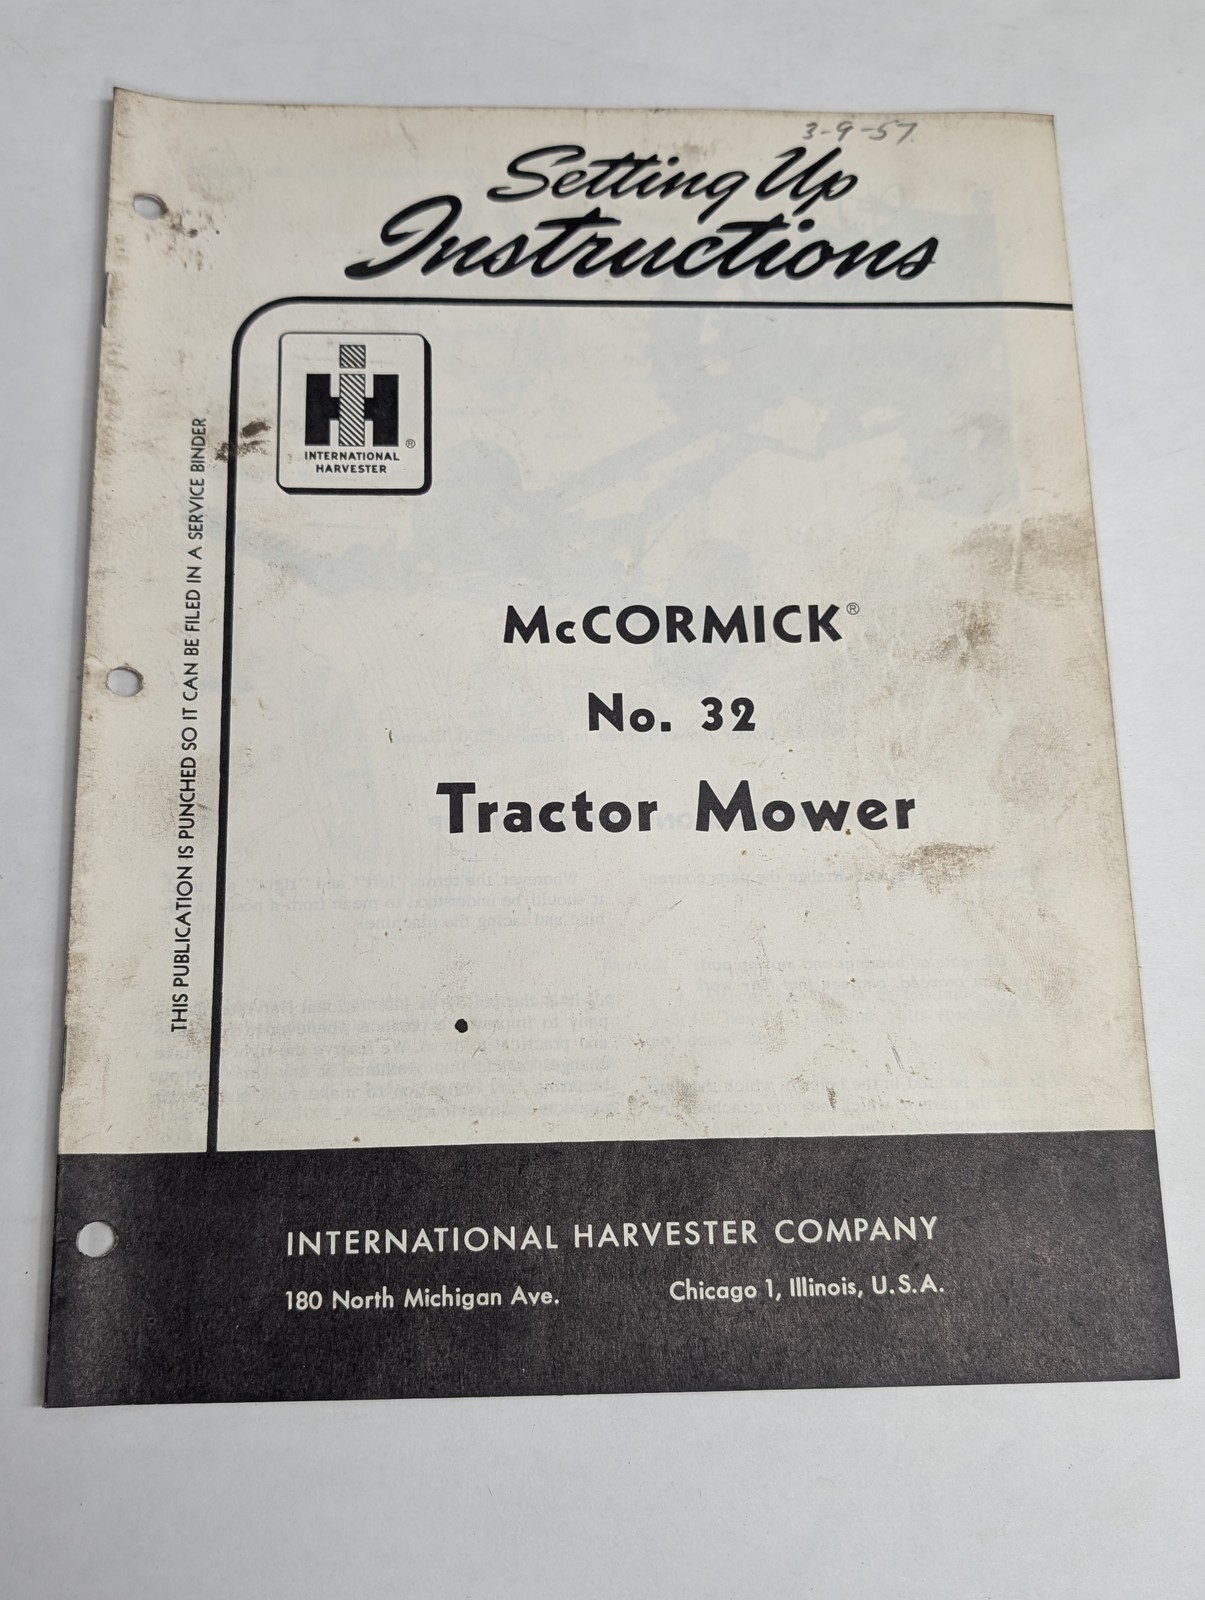 3-9-57
Setting Up
Instructions
IH ®
INTERNATIONAL
HARVESTER
THIS PUBLICATION IS PUNCHED SO IT CAN BE FILED IN A SERVICE BINDER
McCORMICK®
No. 32
Tractor Mower
INTERNATIONAL HARVESTER COMPANY
180 North Michigan Ave. Chicago 1, Illinois, U.S.A.